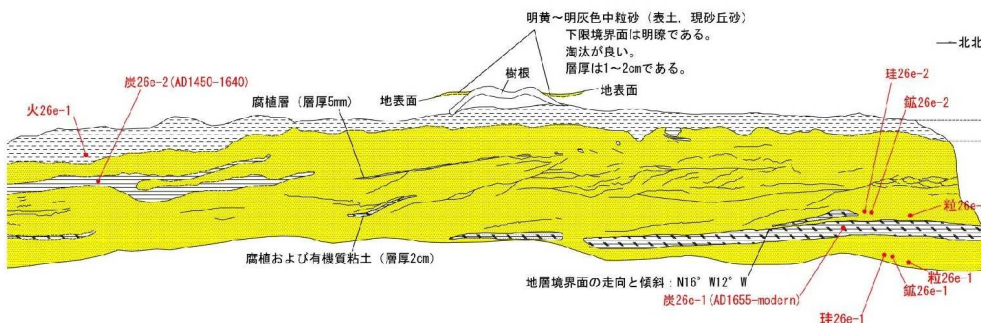 明黄～明灰色中粒砂（表土，現砂丘砂）
下限境界面は明瞭である。
淘汰が良い。
層厚は1～2cmである。
北北
樹根
地表面
地表面
炭26e-2(AD1450-1640)
火26e-1
腐植層（層厚5mm）
珪26e-2
鉱26e-2
粒26e-
腐植および有機質粘土（層厚2cm）
地層境界面の走向と傾斜：N16°W12°W
炭26e-1(AD1655-modern)
粒26e-1
鉱26e-1
珪26e-1